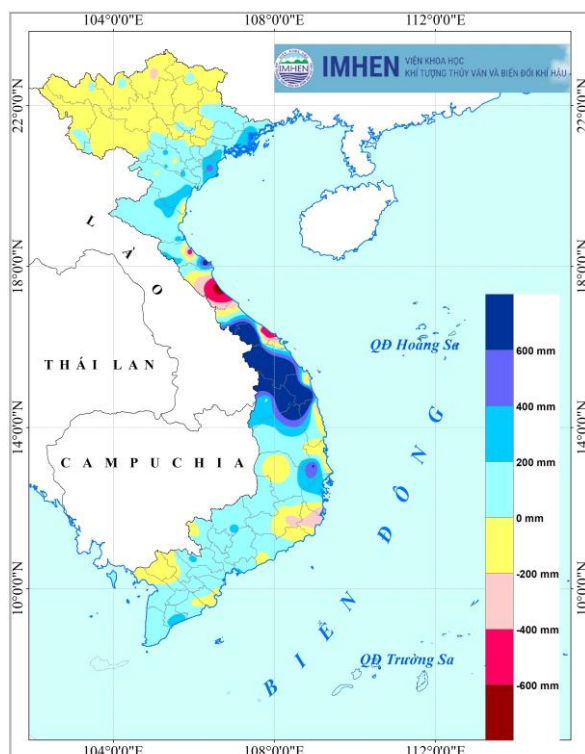 104°0'0"E 108°0'0"E 112°0'0"E
IMHEN
IMHEN
VIỆN KHOA HỌC
KHÍ TƯỢNG THỦY VĂN VÀ BIẾN ĐỔI KHÍ HẬU
22°0'0"N
22°0'0"N
18°0'0"N
18°0'0"N
14°0'0"N
14°0'0"N
10°0'0"N
10°0'0"N
LÀO
THÁI LAN
CAMPUCHIA
QĐ Hoàng Sa
BIỂN ĐÔNG
QĐ Trường Sa
600 mm
400 mm
200 mm
0 mm
-200 mm
-400 mm
-600 mm
104°0'0"E 108°0'0"E 112°0'0"E